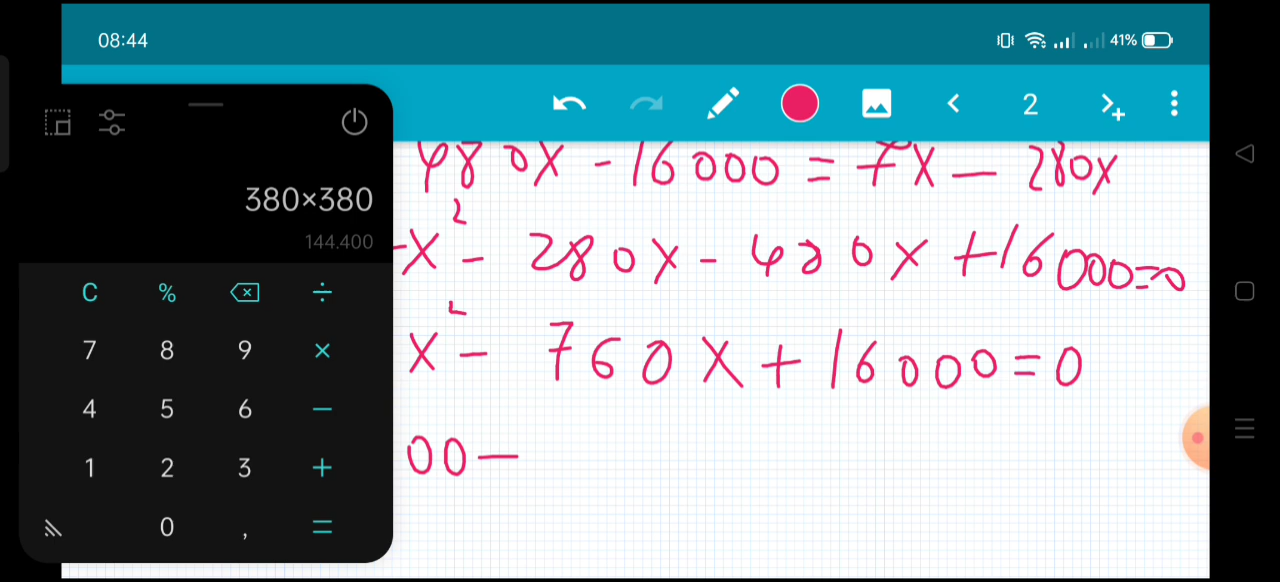 08:44
41%
2
380×380
144.400
C % ÷
7 8 9 ×
4 5 6 −
1 2 3 +
0 , =
480x - 16000 = 7x - 280x
-x² - 280x - 480x + 16000 = 0
x² - 760x + 16000 = 0
00 -